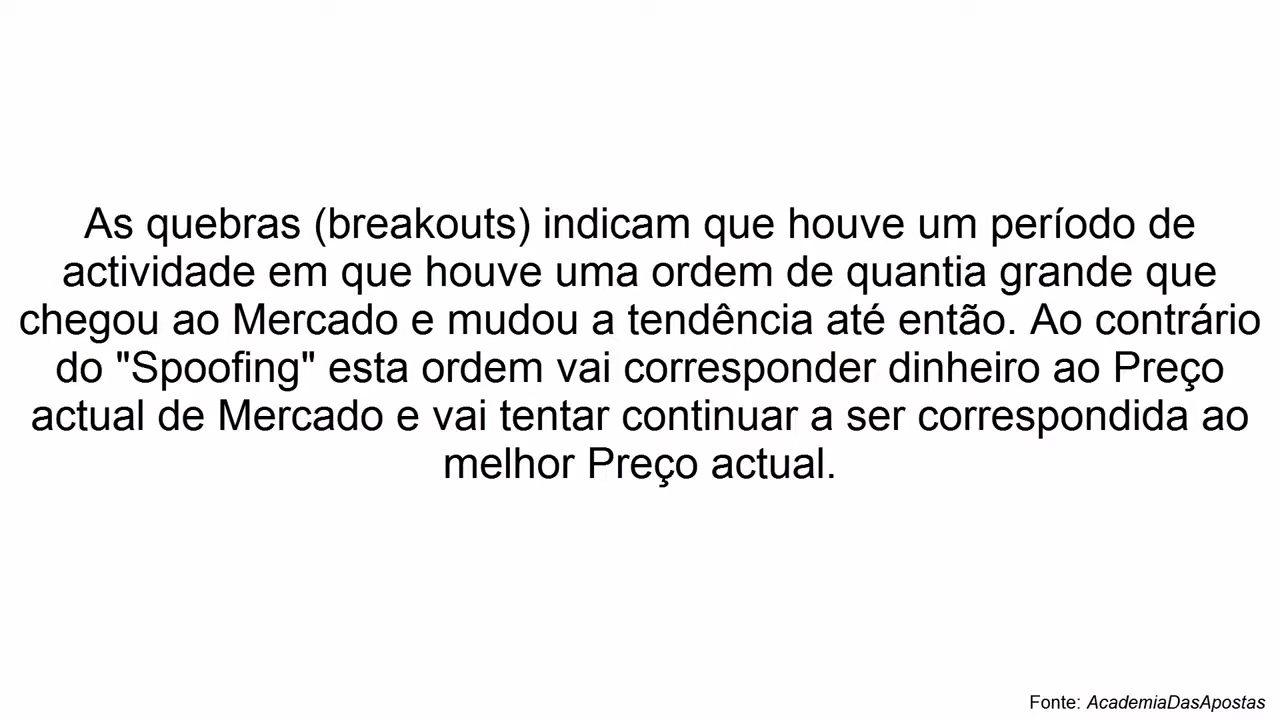 As quebras (breakouts) indicam que houve um período de
actividade em que houve uma ordem de quantia grande que
chegou ao Mercado e mudou a tendência até então. Ao contrário
do "Spoofing" esta ordem vai corresponder dinheiro ao Preço
actual de Mercado e vai tentar continuar a ser correspondida ao
melhor Preço actual.
Fonte: AcademiaDasApostas